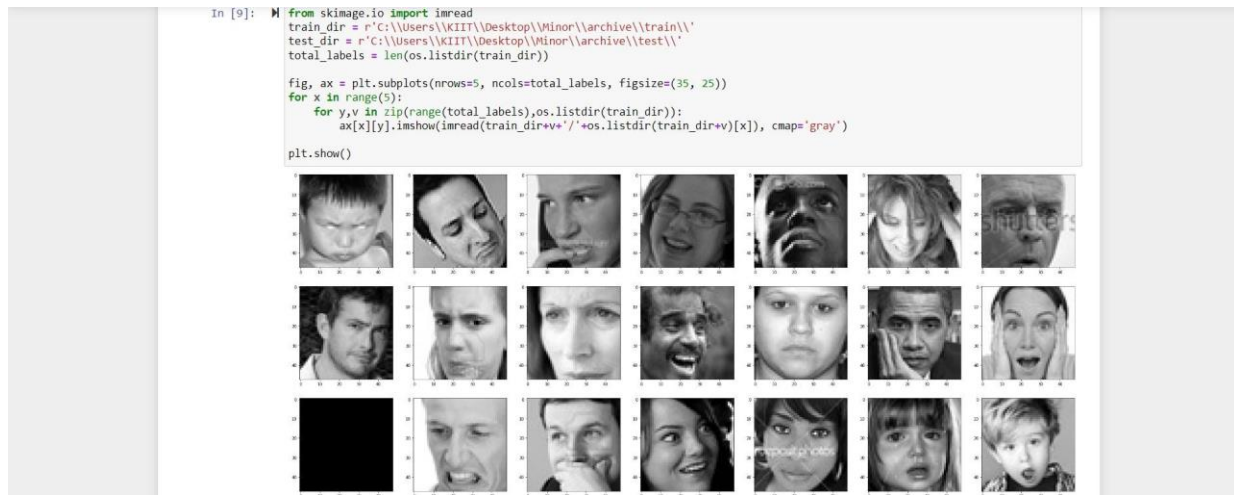 In [9]:
from skimage.io import imread
train_dir = r'C:\\Users\\KIIT\\Desktop\\Minor\\archive\\train\\'
test_dir = r'C:\\Users\\KIIT\\Desktop\\Minor\\archive\\test\\'
total_labels = len(os.listdir(train_dir))
fig, ax = plt.subplots(nrows=5, ncols=total_labels, figsize=(35, 25))
for x in range(5):
for y,v in zip(range(total_labels),os.listdir(train_dir)):
ax[x][y].imshow(imread(train_dir+v+'/'+os.listdir(train_dir+v)[x]), cmap='gray')
plt.show()
shutters